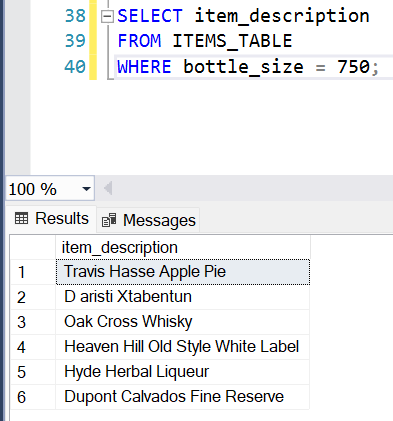 38 SELECT item_description
39 FROM ITEMS_TABLE
40 WHERE bottle_size = 750;
100 %
Results Messages
item_description
1 Travis Hasse Apple Pie
2 D aristi Xtabentun
3 Oak Cross Whisky
4 Heaven Hill Old Style White Label
5 Hyde Herbal Liqueur
6 Dupont Calvados Fine Reserve